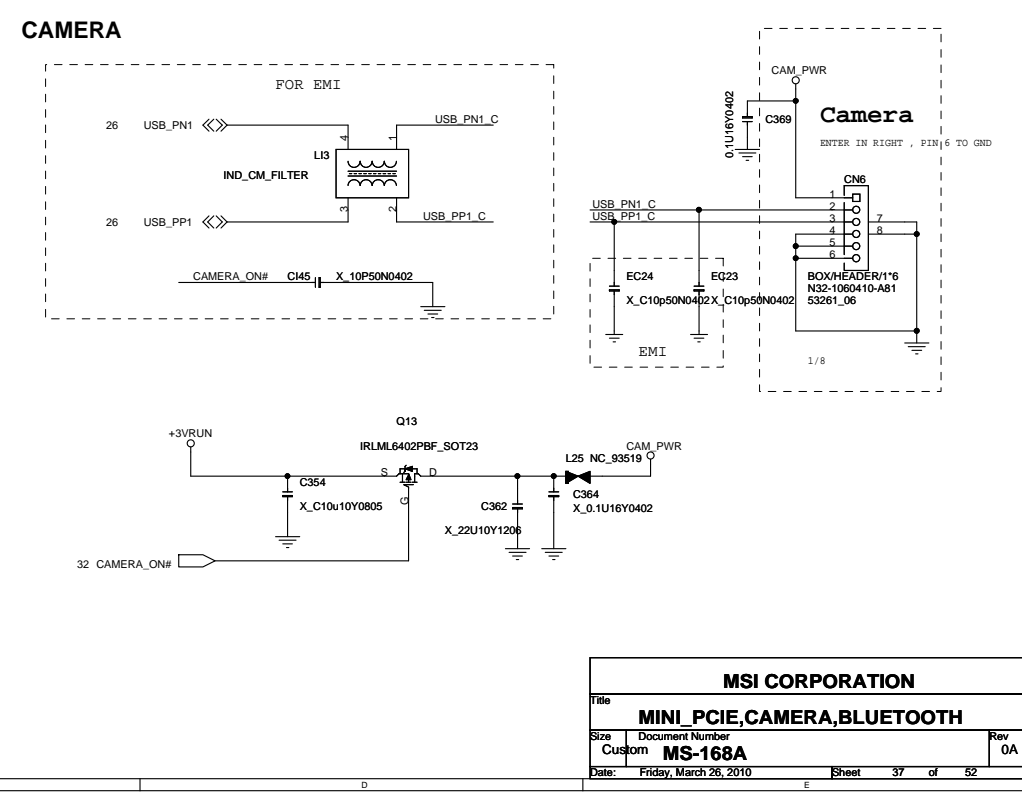 CAMERA
FOR EMI
26 USB_PN1
USB_PN1_C
4
1
LI3
IND_CM_FILTER
3
2
26 USB_PP1
USB_PP1_C
CAMERA_ON# CI45 X_10P50N0402
CAM_PWR
0.1U16Y0402
C369
Camera
ENTER IN RIGHT , PIN 6 TO GND
CN6
USB_PN1_C
USB_PP1_C
1
2
3
4
5
6
7
8
BOX/HEADER/1*6
N32-1060410-A81
53261_06
EC24
X_C10p50N0402
EC23
X_C10p50N0402
EMI
1/8
Q13
IRLML6402PBF_SOT23
+3VRUN
S
D
G
C354
X_C10u10Y0805
C362
X_22U10Y1206
L25 NC_93519
CAM_PWR
C364
X_0.1U16Y0402
32 CAMERA_ON#
MSI CORPORATION
Title
MINI_PCIE,CAMERA,BLUETOOTH
Size Document Number Rev
Custom MS-168A 0A
Date: Friday, March 26, 2010 Sheet 37 of 52
D
E